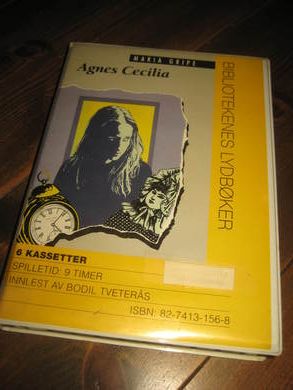 MARIA GRIPE
Agnes Cecilia
BIBLIOTEKENES LYDBØKER
6 KASSETTER
SPILLETID: 9 TIMER
INNLEST AV BODIL TVETERÅS
ISBN: 82-7413-156-8